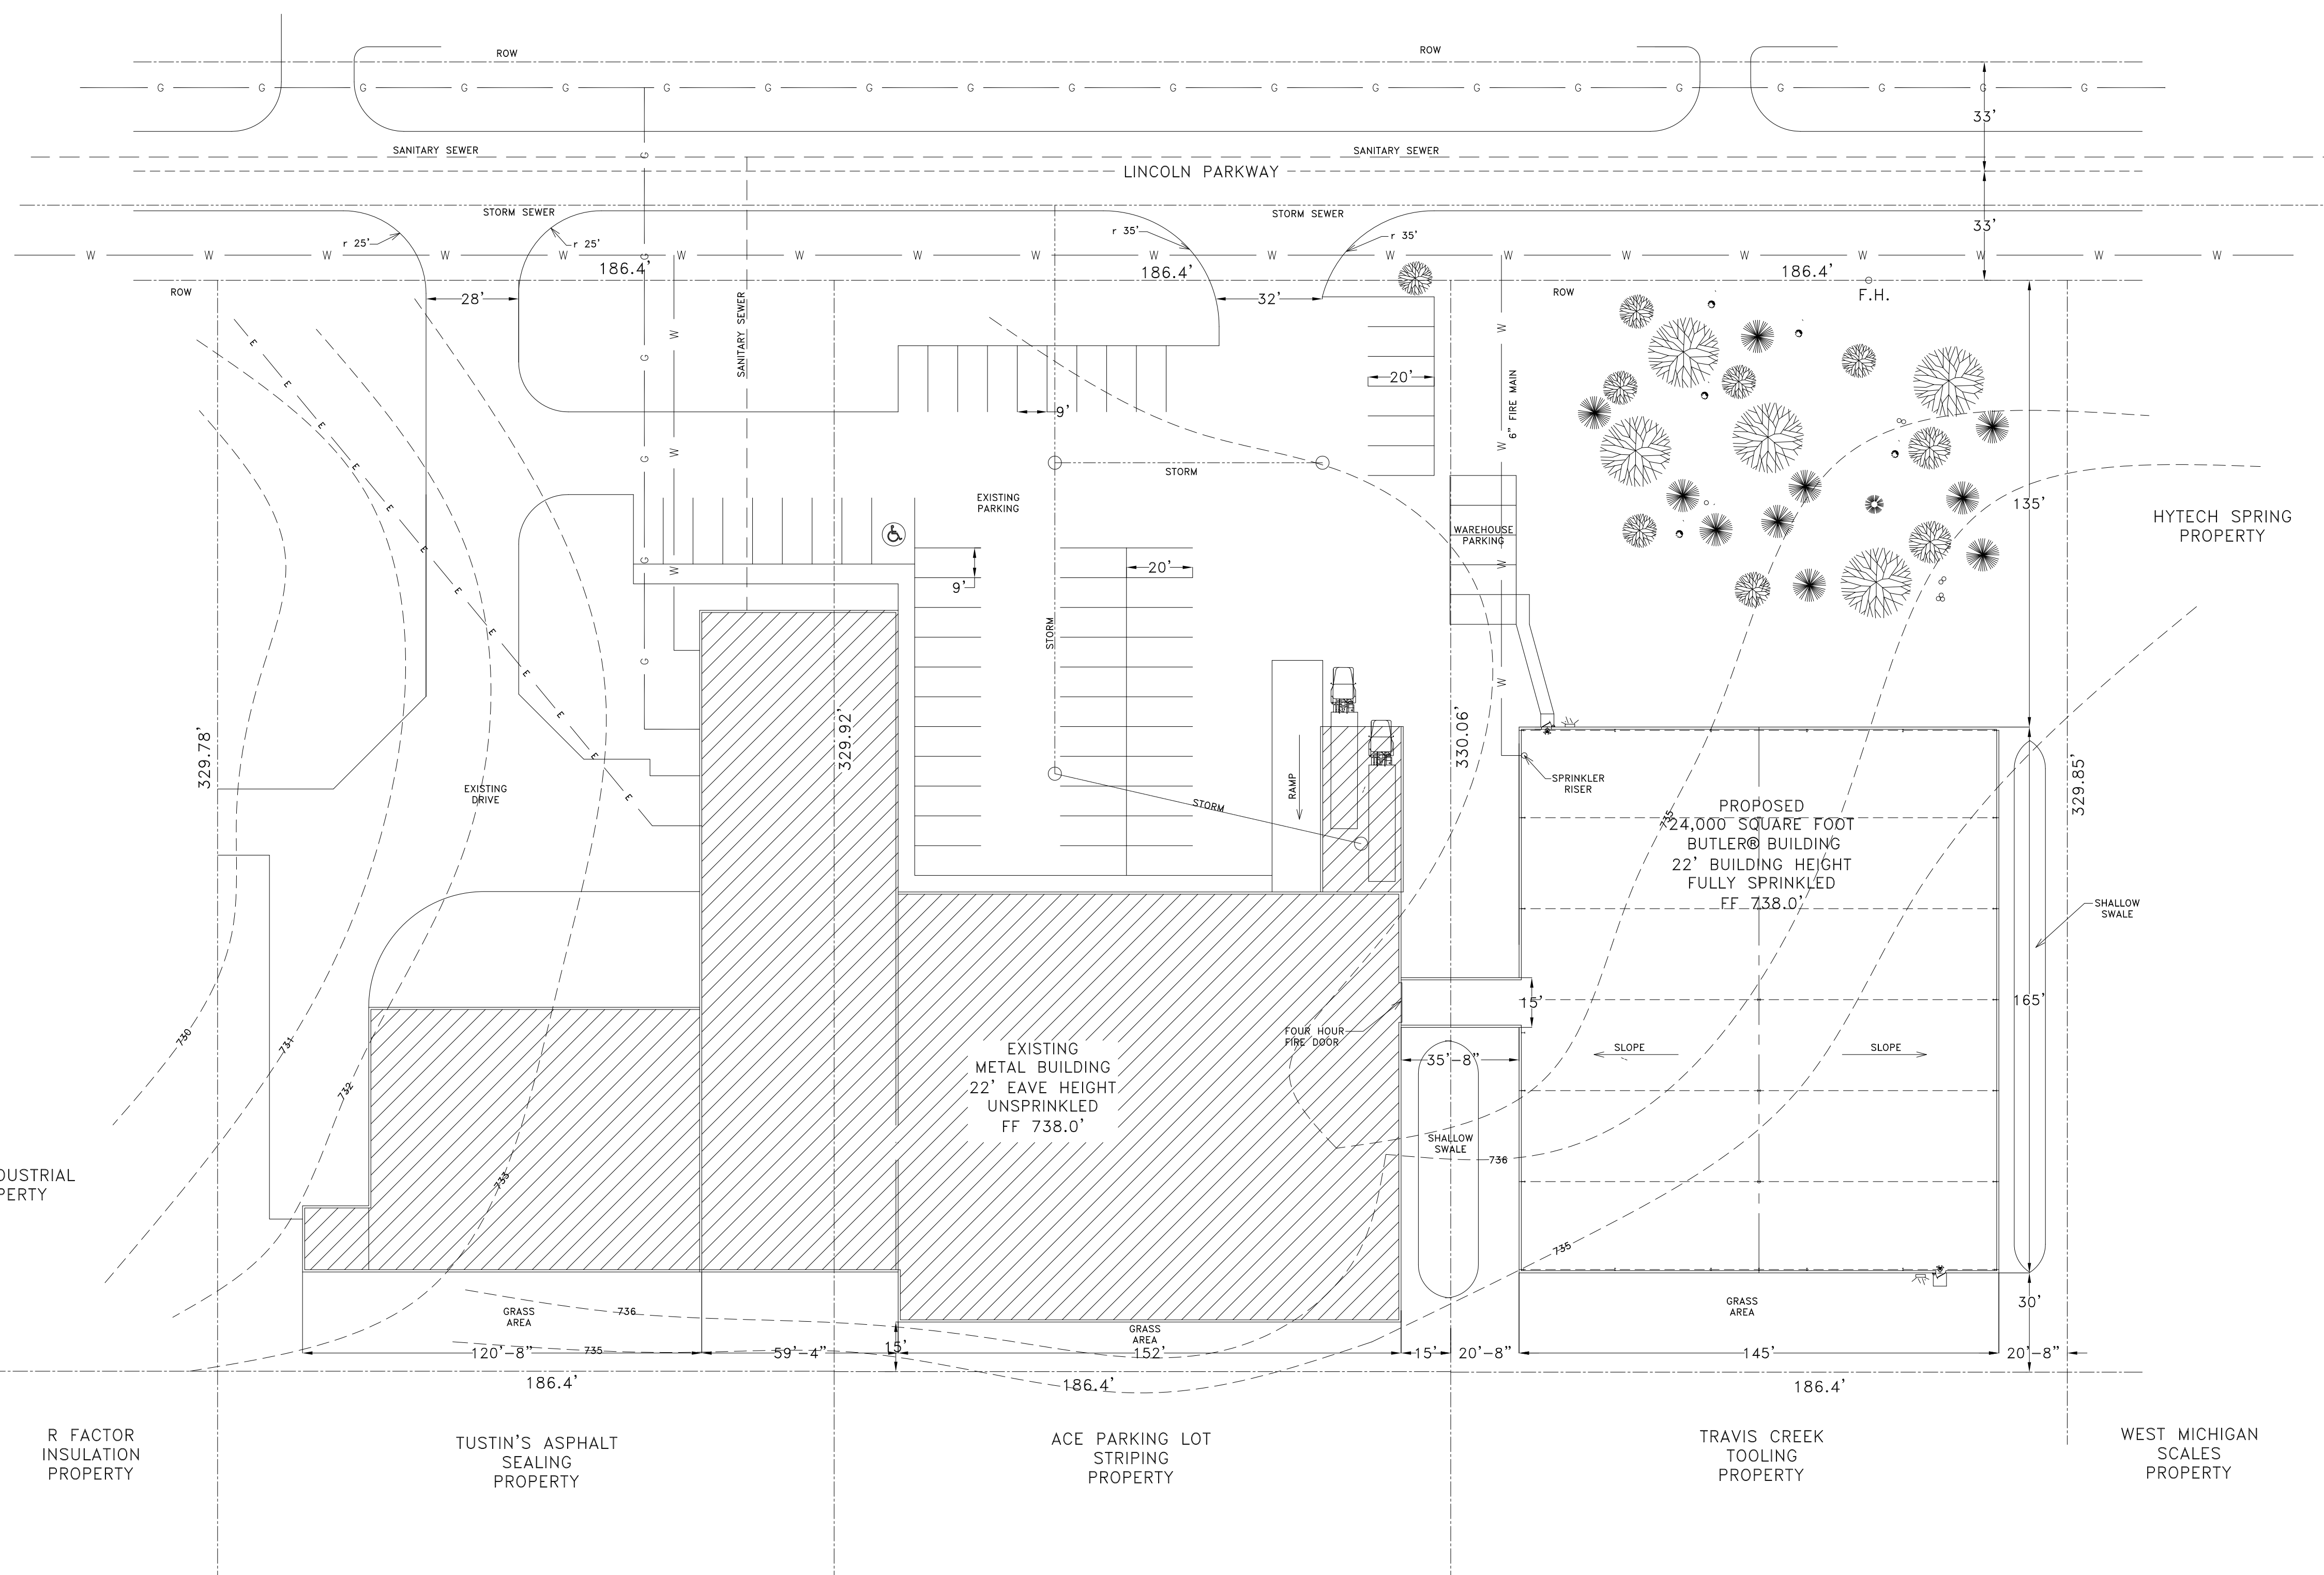 ROW
ROW
G G G G G G G G G G G G G G G G G G G G
33'
SANITARY SEWER
SANITARY SEWER
G
LINCOLN PARKWAY
STORM SEWER
STORM SEWER
r 25'
r 25'
r 35'
r 35'
33'
W W W W W W W W W W W W W W W W W W W
G
186.4'
186.4'
186.4'
ROW
ROW
F.H.
28'
32'
SANITARY SEWER
W
W
G
W
G
W
G
W
G
E
E
E
E
E
E
E
E
E
E
E
E
20'
9'
6" FIRE MAIN
W
W
W
W
STORM
EXISTING
PARKING
135'
HYTECH SPRING
PROPERTY
WAREHOUSE
PARKING
9'
20'
STORM
329.78'
329.92'
330.06'
329.85'
EXISTING
DRIVE
RAMP
STORM
SPRINKLER
RISER
735
PROPOSED
24,000 SQUARE FOOT
BUTLER® BUILDING
22' BUILDING HEIGHT
FULLY SPRINKLED
FF 738.0'
SHALLOW
SWALE
15'
165'
730
731
732
733
FOUR HOUR
FIRE DOOR
EXISTING
METAL BUILDING
22' EAVE HEIGHT
UNSPRINKLED
FF 738.0'
35'-8"
SLOPE
SLOPE
SHALLOW
SWALE
736
735
DUSTRIAL
PERTY
GRASS
AREA
736
735
GRASS
AREA
GRASS
AREA
30'
120'-8"
59'-4"
15'
152'
15'
20'-8"
145'
20'-8"
186.4'
186.4'
186.4'
R FACTOR
INSULATION
PROPERTY
TUSTIN'S ASPHALT
SEALING
PROPERTY
ACE PARKING LOT
STRIPING
PROPERTY
TRAVIS CREEK
TOOLING
PROPERTY
WEST MICHIGAN
SCALES
PROPERTY